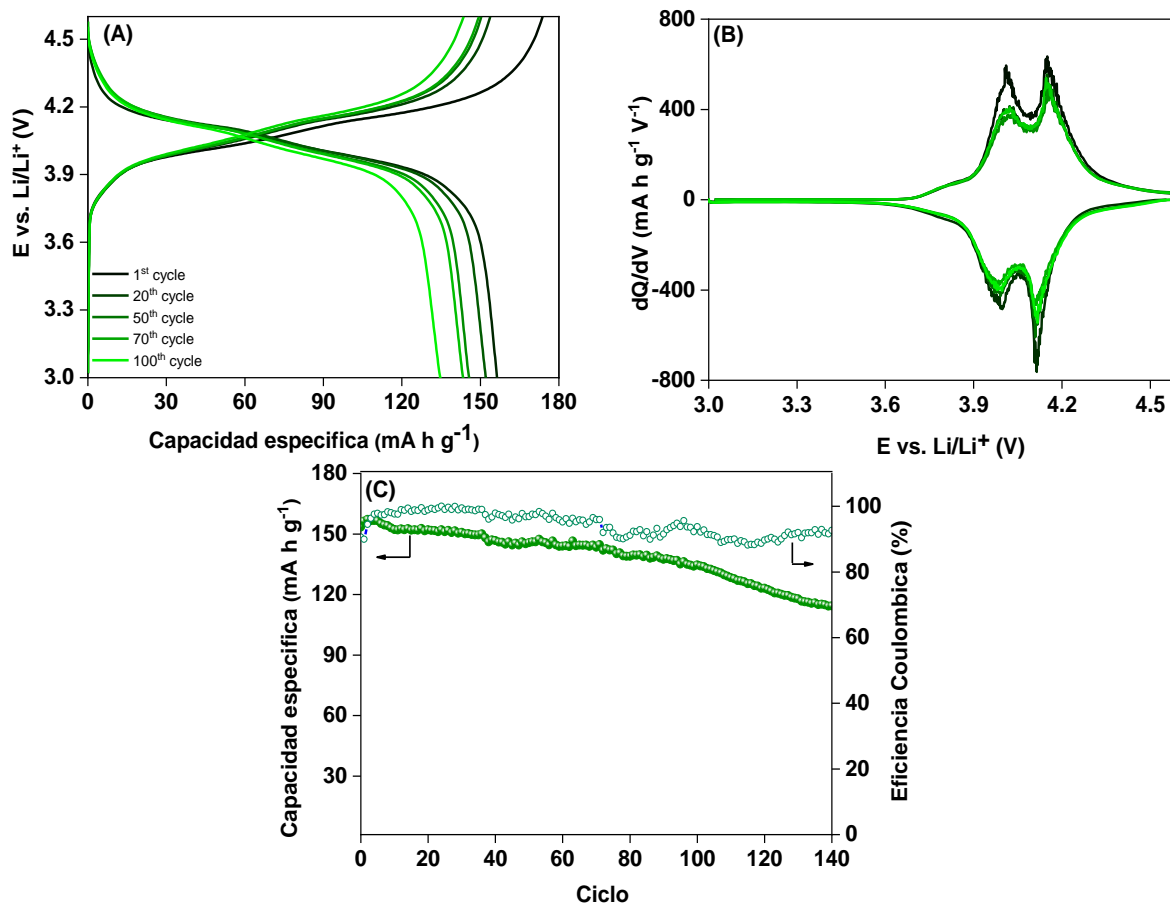 (A)
4.5
4.2
3.9
3.6
3.3
3.0
E vs. Li/Li⁺ (V)
1ˢᵗ cycle
20ᵗʰ cycle
50ᵗʰ cycle
70ᵗʰ cycle
100ᵗʰ cycle
0 30 60 90 120 150 180
Capacidad especifica (mA h g⁻¹)
(B)
800
400
0
-400
-800
dQ/dV (mA h g⁻¹ V⁻¹)
3.0 3.3 3.6 3.9 4.2 4.5
E vs. Li/Li⁺ (V)
(C)
180
150
120
90
60
30
Capacidad especifica (mA h g⁻¹)
100
80
60
40
20
0
Eficiencia Coulombica (%)
0 20 40 60 80 100 120 140
Ciclo